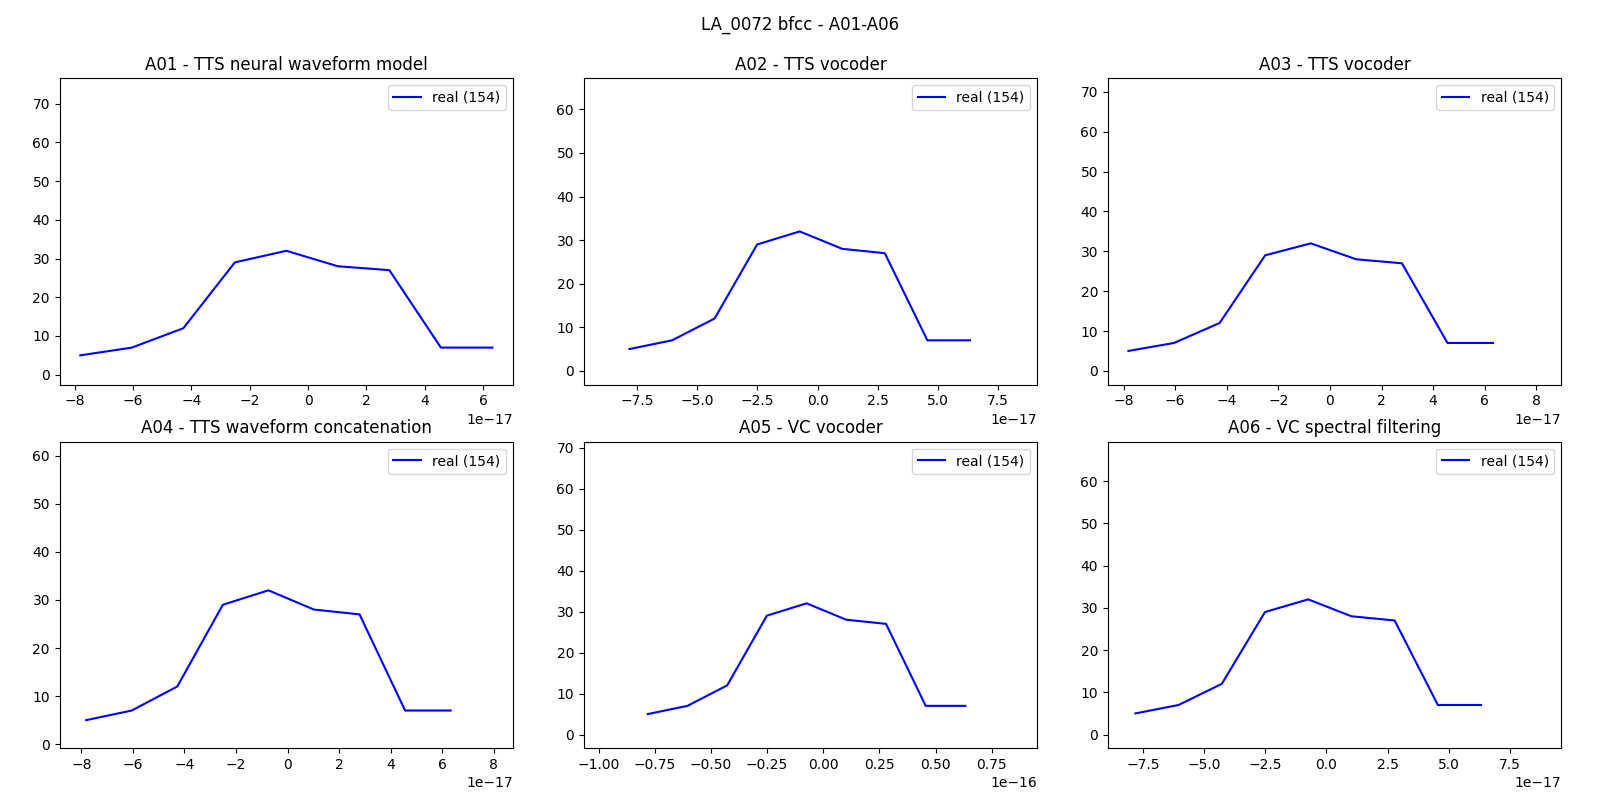 LA_0072 bfcc - A01-A06
A01 - TTS neural waveform model
A02 - TTS vocoder
A03 - TTS vocoder
real (154)
real (154)
real (154)
70
60
50
40
30
20
10
0
60
50
40
30
20
10
0
70
60
50
40
30
20
10
0
−8 −6 −4 −2 0 2 4 6
1e−17
−7.5 −5.0 −2.5 0.0 2.5 5.0 7.5
1e−17
−8 −6 −4 −2 0 2 4 6 8
1e−17
A04 - TTS waveform concatenation
A05 - VC vocoder
A06 - VC spectral filtering
real (154)
real (154)
real (154)
60
50
40
30
20
10
0
70
60
50
40
30
20
10
0
60
50
40
30
20
10
0
−8 −6 −4 −2 0 2 4 6 8
1e−17
−1.00 −0.75 −0.50 −0.25 0.00 0.25 0.50 0.75
1e−16
−7.5 −5.0 −2.5 0.0 2.5 5.0 7.5
1e−17